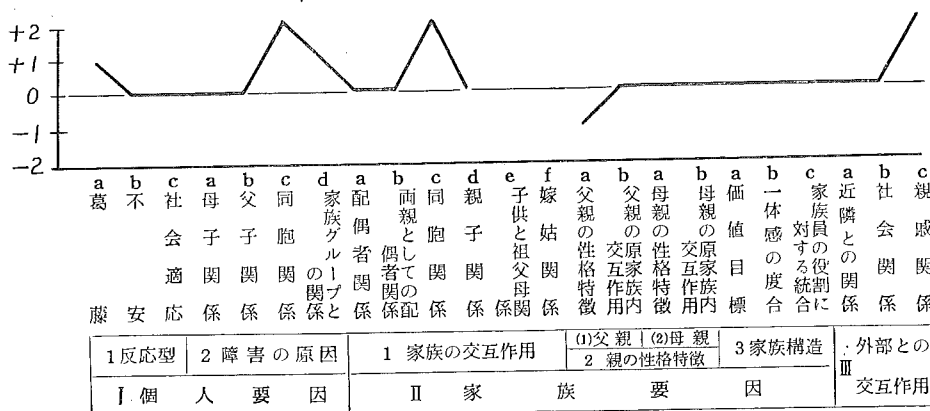 +2
+1
0
-1
-2
a 葛藤
b 不安
c 社会適応
a 母子関係
b 父子関係
c 同胞関係
d 家族グループとの関係
a 配偶者関係
b 両親としての配偶者関係
c 同胞関係
d 親子関係
e 子供と祖父母関係
f 嫁姑関係
a 父親の性格特徴
b 父親の原家族内交互作用
a 母親の性格特徴
b 母親の原家族内交互作用
a 価値目標
b 一体感の度合
c 家族員の役割に対する統合
a 近隣との関係
b 社会関係
c 親戚関係
1 反応型
2 障害の原因
1 家族の交互作用
(1)父親 (2)母親
2 親の性格特徴
3 家族構造
Ⅰ 個人要因
Ⅱ 家族要因
Ⅲ 外部との交互作用